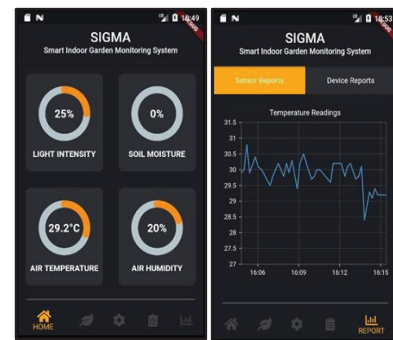 16:49
SIGMA
Smart Indoor Garden Monitoring System
25%
LIGHT INTENSITY
0%
SOIL MOISTURE
29.2°C
AIR TEMPERATURE
20%
AIR HUMIDITY
HOME
16:53
SIGMA
Smart Indoor Garden Monitoring System
Sensor Reports
Device Reports
Temperature Readings
31.5
31
30.5
30
29.5
29
28.5
28
27.5
27
16:06
16:09
16:12
16:15
REPORT